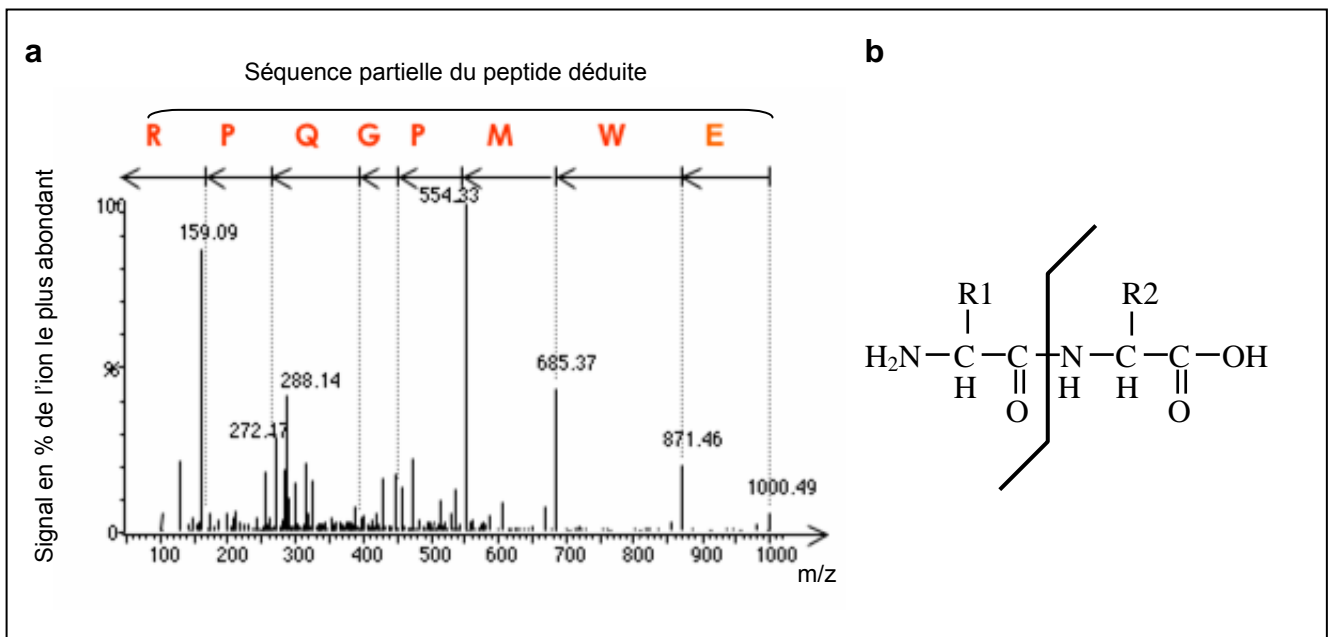 a
Séquence partielle du peptide déduite
R P Q G P M W E
Signal en % de l'ion le plus abondant
100
0
159.09
272.17
288.14
554.33
685.37
871.46
1000.49
100 200 300 400 500 600 700 800 900 1000
m/z
b
R1 R2
H₂N C C N C C OH
H O H H O